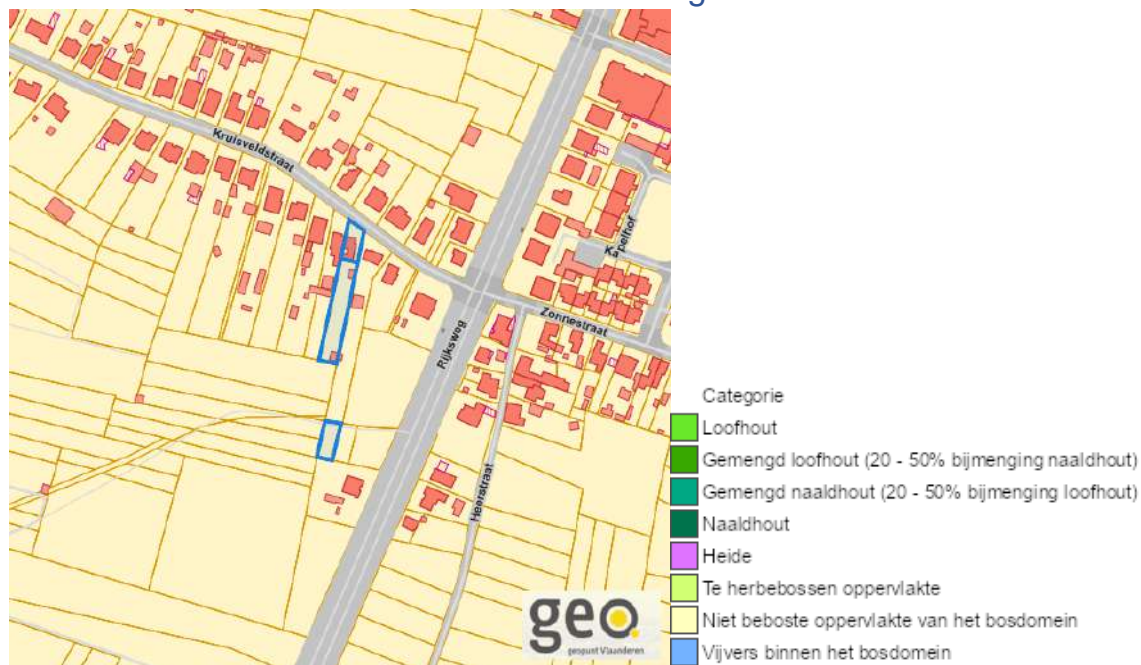 Kruisveldstraat
Kapelhof
Zonnestraat
Rijksweg
Heerstraat
geo
geopunt Vlaanderen
Categorie
Loofhout
Gemengd loofhout (20 - 50% bijmenging naaldhout)
Gemengd naaldhout (20 - 50% bijmenging loofhout)
Naaldhout
Heide
Te herbebossen oppervlakte
Niet beboste oppervlakte van het bosdomein
Vijvers binnen het bosdomein